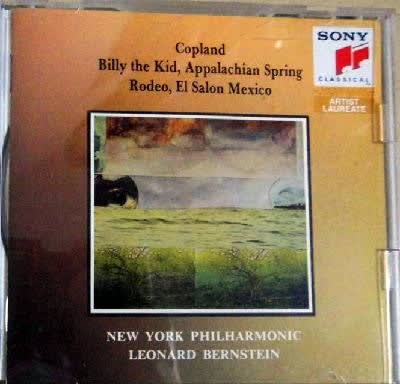 Copland
Billy the Kid, Appalachian Spring
Rodeo, El Salon Mexico
SONY
CLASSICAL
ARTIST
LAUREATE
NEW YORK PHILHARMONIC
LEONARD BERNSTEIN